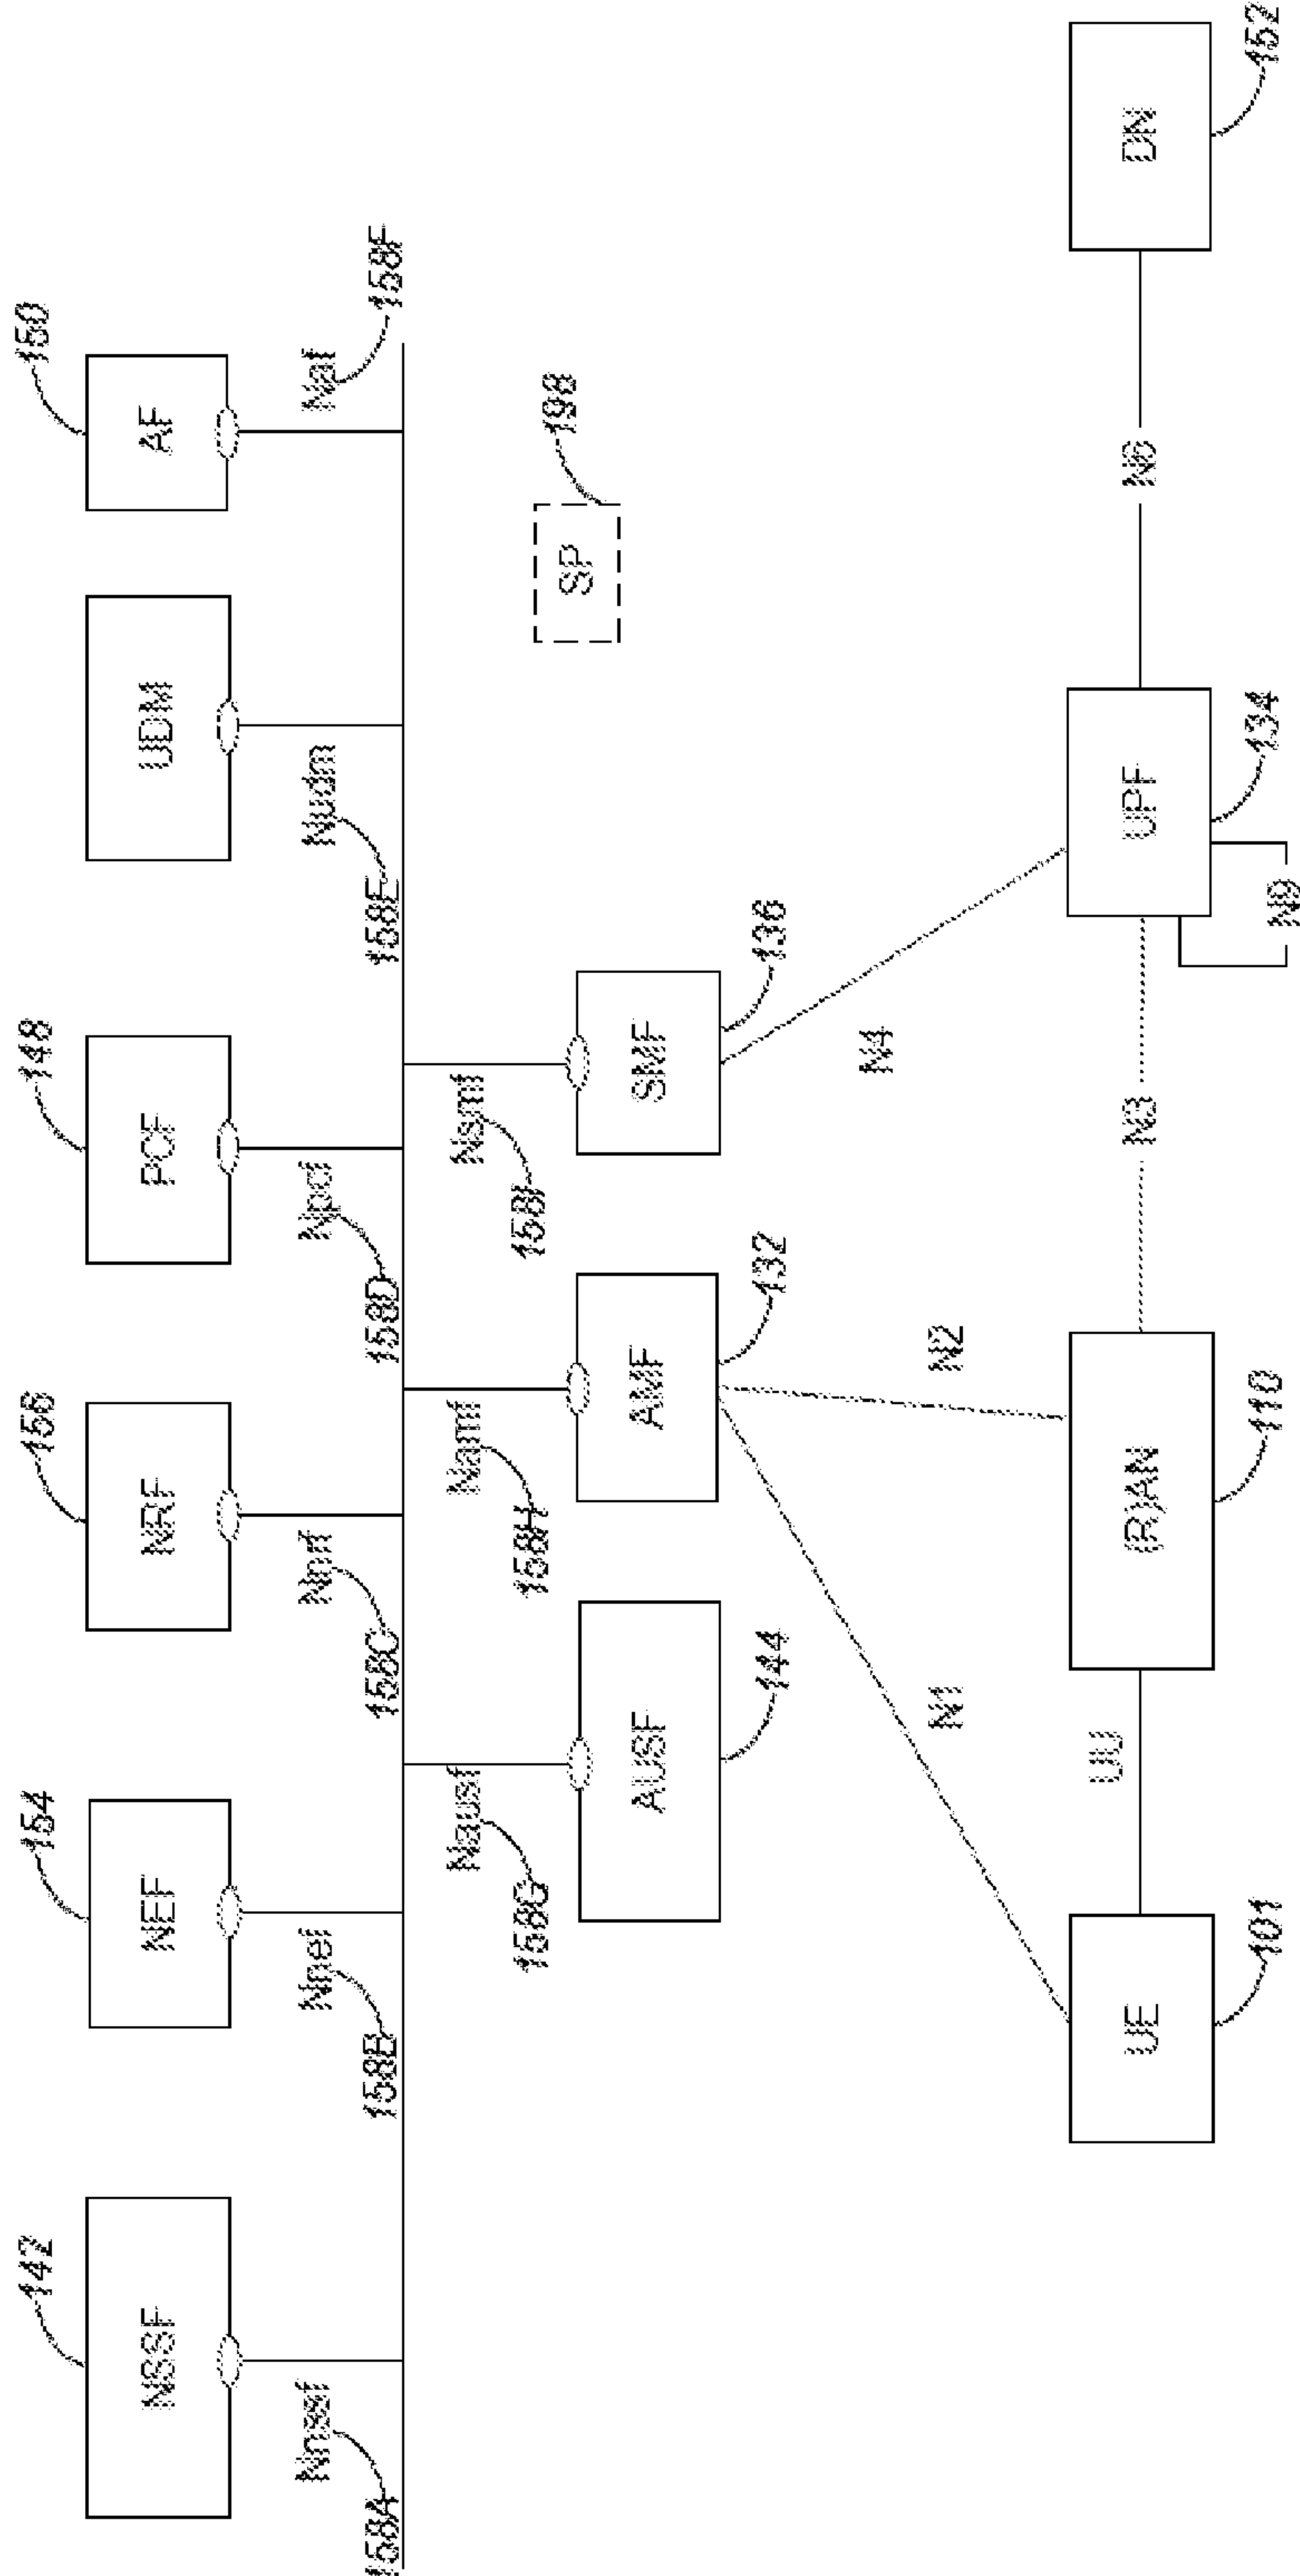 142
154
156
148
150
NSSF
NEF
NRF
PCF
UDM
AF
Nnssf
Nnef
Nnrf
Npcf
Nudm
Naf
158A
158B
158C
158D
158E
158F
Nausf
Namf
Nsmf
158G
158H
158I
SP
198
AUSF
AMF
SMF
144
132
136
N1
N2
N4
UE
UU
(R)AN
N3
UPF
N6
DN
101
110
134
152
N9